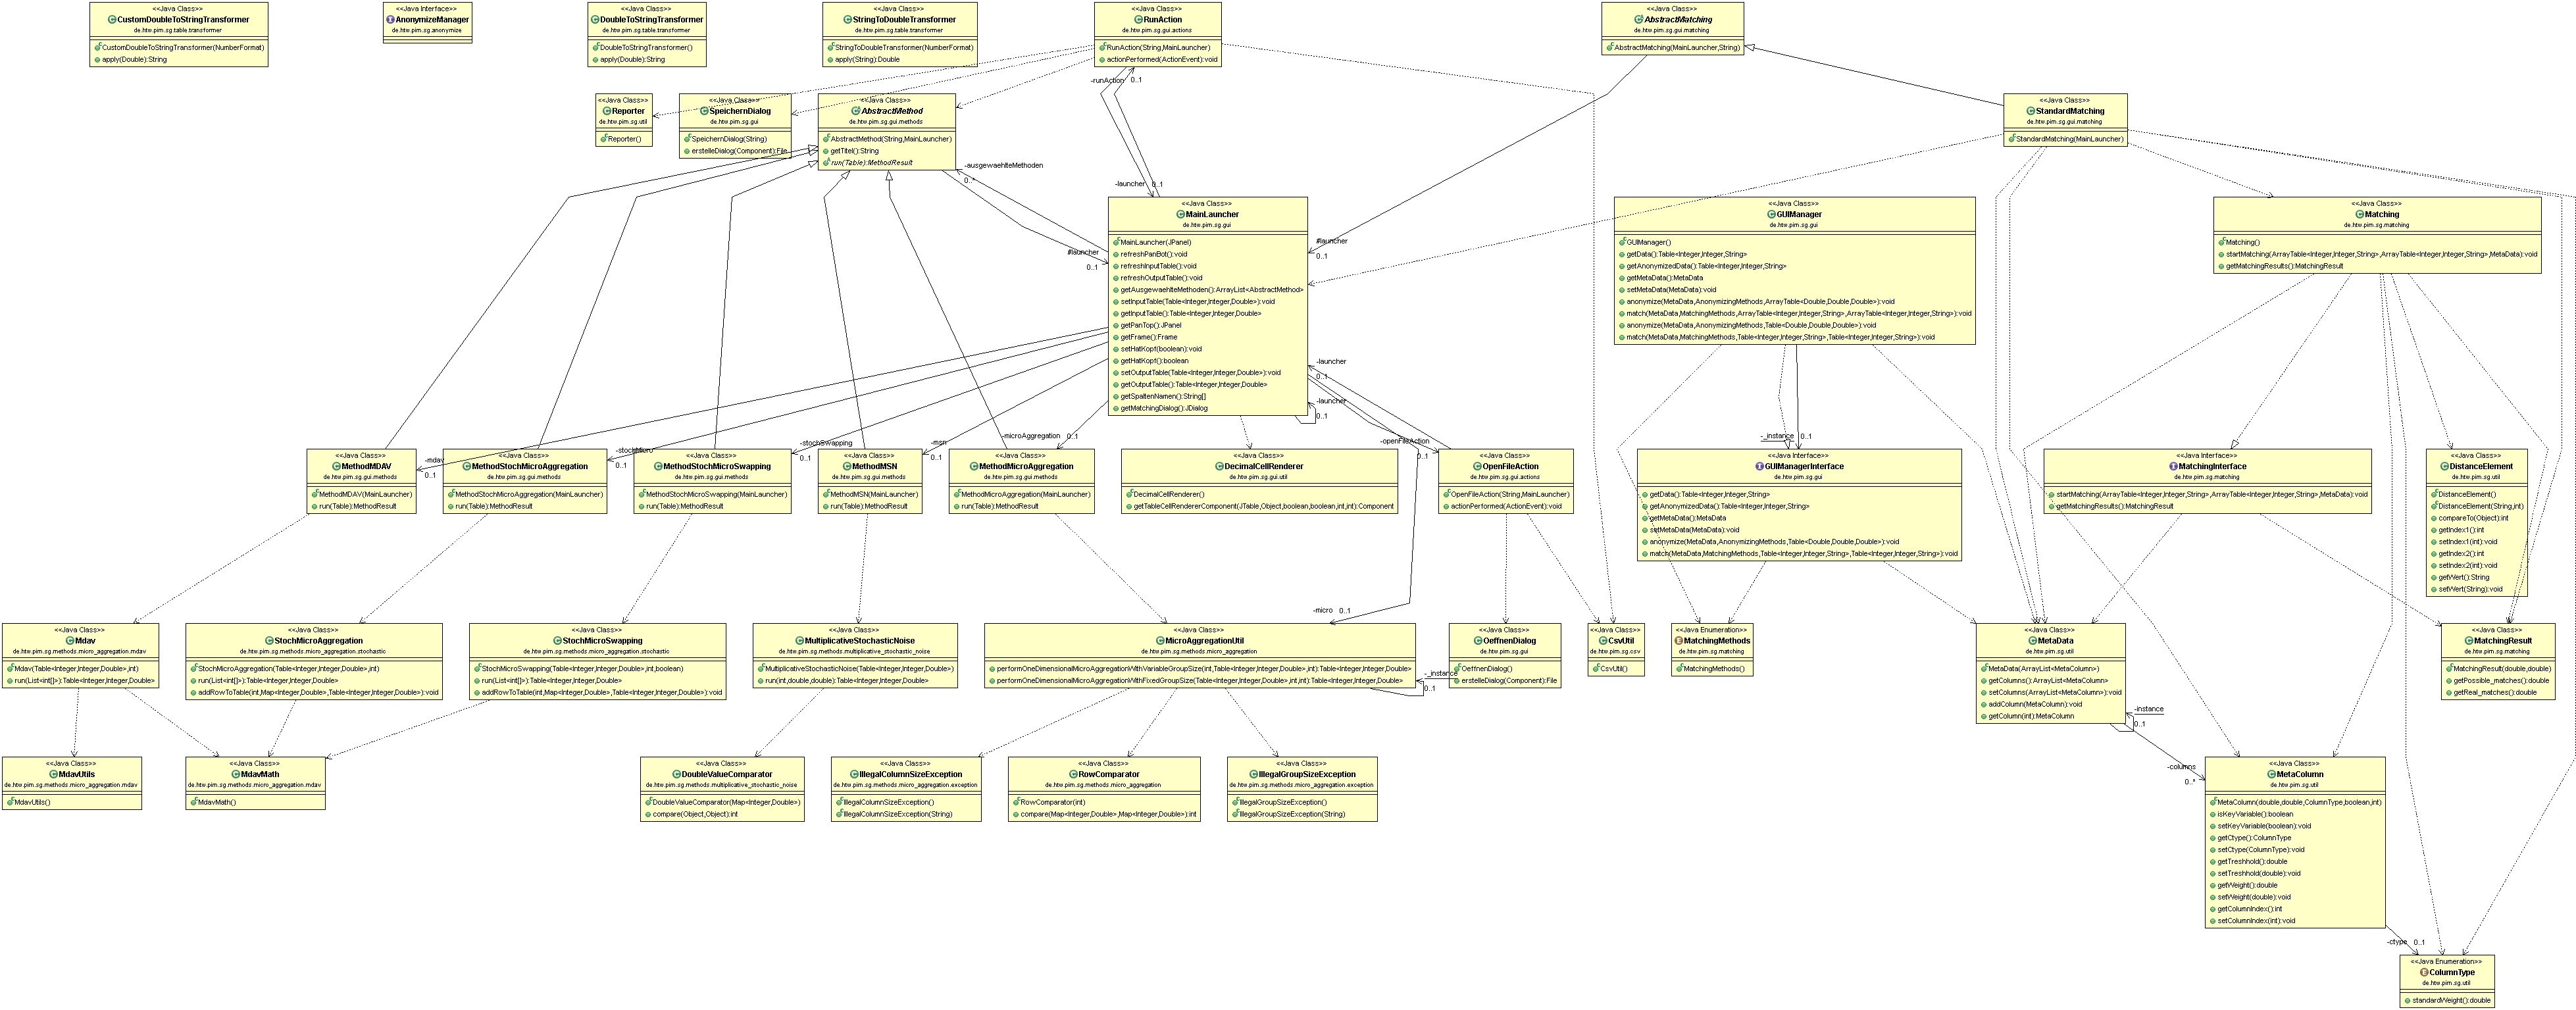 <<Java Class>>
CustomDoubleToStringTransformer
de.htw.pim.sg.table.transformer
CustomDoubleToStringTransformer(NumberFormat)
apply(Double):String
<<Java Interface>>
AnonymizeManager
de.htw.pim.sg.anonymize
<<Java Class>>
DoubleToStringTransformer
de.htw.pim.sg.table.transformer
DoubleToStringTransformer()
apply(Double):String
<<Java Class>>
StringToDoubleTransformer
de.htw.pim.sg.table.transformer
StringToDoubleTransformer(NumberFormat)
apply(String):Double
<<Java Class>>
RunAction
de.htw.pim.sg.gui.actions
RunAction(String,MainLauncher)
actionPerformed(ActionEvent):void
<<Java Class>>
AbstractMatching
de.htw.pim.sg.gui.matching
AbstractMatching(MainLauncher,String)
-runAction
0..1
<<Java Class>>
Reporter
de.htw.pim.sg.util
Reporter()
<<Java Class>>
SpeichernDialog
de.htw.pim.sg.gui
SpeichernDialog(String)
erstelleDialog(Component):File
<<Java Class>>
AbstractMethod
de.htw.pim.sg.gui.methods
AbstractMethod(String,MainLauncher)
getTitel():String
run(Table):MethodResult
<<Java Class>>
StandardMatching
de.htw.pim.sg.gui.matching
StandardMatching(MainLauncher)
-ausgewaehlteMethoden
0..*
-launcher
0..1
<<Java Class>>
MainLauncher
de.htw.pim.sg.gui
MainLauncher(JPanel)
refreshPanBot():void
refreshInputTable():void
refreshOutputTable():void
getAusgewaehlteMethoden():ArrayList<AbstractMethod>
setInputTable(Table<Integer,Integer,Double>):void
getInputTable():Table<Integer,Integer,Double>
getPanTop():JPanel
getFrame():Frame
setHatKopf(boolean):void
getHatKopf():boolean
setOutputTable(Table<Integer,Integer,Double>):void
getOutputTable():Table<Integer,Integer,Double>
getSpaltenNamen():String[]
getMatchingDialog():JDialog
#launcher
0..1
#launcher
0..1
-launcher
0..1
-launcher
0..1
<<Java Class>>
GUIManager
de.htw.pim.sg.gui
GUIManager()
getData():Table<Integer,Integer,String>
getAnonymizedData():Table<Integer,Integer,String>
getMetaData():MetaData
setMetaData(MetaData):void
anonymize(MetaData,AnonymizingMethods,ArrayTable<Double,Double,Double>):void
match(MetaData,MatchingMethods,ArrayTable<Integer,Integer,String>,ArrayTable<Integer,Integer,String>):void
anonymize(MetaData,AnonymizingMethods,Table<Double,Double,Double>):void
match(MetaData,MatchingMethods,Table<Integer,Integer,String>,Table<Integer,Integer,String>):void
<<Java Class>>
Matching
de.htw.pim.sg.matching
Matching()
startMatching(ArrayTable<Integer,Integer,String>,ArrayTable<Integer,Integer,String>,MetaData):void
getMatchingResults():MatchingResult
-mdav
0..1
-stochMicro
0..1
-stochSwapping
0..1
-msn
0..1
-microAggregation
0..1
-openFileAction
0..1
-_instance
0..1
<<Java Class>>
MethodMDAV
de.htw.pim.sg.gui.methods
MethodMDAV(MainLauncher)
run(Table):MethodResult
<<Java Class>>
MethodStochMicroAggregation
de.htw.pim.sg.gui.methods
MethodStochMicroAggregation(MainLauncher)
run(Table):MethodResult
<<Java Class>>
MethodStochMicroSwapping
de.htw.pim.sg.gui.methods
MethodStochMicroSwapping(MainLauncher)
run(Table):MethodResult
<<Java Class>>
MethodMSN
de.htw.pim.sg.gui.methods
MethodMSN(MainLauncher)
run(Table):MethodResult
<<Java Class>>
MethodMicroAggregation
de.htw.pim.sg.gui.methods
MethodMicroAggregation(MainLauncher)
run(Table):MethodResult
<<Java Class>>
DecimalCellRenderer
de.htw.pim.sg.gui.util
DecimalCellRenderer()
getTableCellRendererComponent(JTable,Object,boolean,boolean,int,int):Component
<<Java Class>>
OpenFileAction
de.htw.pim.sg.gui.actions
OpenFileAction(String,MainLauncher)
actionPerformed(ActionEvent):void
<<Java Interface>>
GUIManagerInterface
de.htw.pim.sg.gui
getData():Table<Integer,Integer,String>
getAnonymizedData():Table<Integer,Integer,String>
getMetaData():MetaData
setMetaData(MetaData):void
anonymize(MetaData,AnonymizingMethods,Table<Double,Double,Double>):void
match(MetaData,MatchingMethods,Table<Integer,Integer,String>,Table<Integer,Integer,String>):void
<<Java Interface>>
MatchingInterface
de.htw.pim.sg.matching
startMatching(ArrayTable<Integer,Integer,String>,ArrayTable<Integer,Integer,String>,MetaData):void
getMatchingResults():MatchingResult
<<Java Class>>
DistanceElement
de.htw.pim.sg.util
DistanceElement()
DistanceElement(String,int)
compareTo(Object):int
getIndex1():int
setIndex1(int):void
getIndex2():int
setIndex2(int):void
getWert():String
setWert(String):void
-micro
0..1
<<Java Class>>
Mdav
de.htw.pim.sg.methods.micro_aggregation.mdav
Mdav(Table<Integer,Integer,Double>,int)
run(List<int[]>):Table<Integer,Integer,Double>
<<Java Class>>
StochMicroAggregation
de.htw.pim.sg.methods.micro_aggregation.stochastic
StochMicroAggregation(Table<Integer,Integer,Double>,int)
run(List<int[]>):Table<Integer,Integer,Double>
addRowToTable(int,Map<Integer,Double>,Table<Integer,Integer,Double>):void
<<Java Class>>
StochMicroSwapping
de.htw.pim.sg.methods.micro_aggregation.stochastic
StochMicroSwapping(Table<Integer,Integer,Double>,int,boolean)
run(List<int[]>):Table<Integer,Integer,Double>
addRowToTable(int,Map<Integer,Double>,Table<Integer,Integer,Double>):void
<<Java Class>>
MultiplicativeStochasticNoise
de.htw.pim.sg.methods.multiplicative_stochastic_noise
MultiplicativeStochasticNoise(Table<Integer,Integer,Double>)
run(int,double,double):Table<Integer,Integer,Double>
<<Java Class>>
MicroAggregationUtil
de.htw.pim.sg.methods.micro_aggregation
performOneDimensionalMicroAggregationWithVariableGroupSize(int,Table<Integer,Integer,Double>,int):Table<Integer,Integer,Double>
performOneDimensionalMicroAggregationWithFixedGroupSize(Table<Integer,Integer,Double>,int,int):Table<Integer,Integer,Double>
-_instance
0..1
<<Java Class>>
OeffnenDialog
de.htw.pim.sg.gui
OeffnenDialog()
erstelleDialog(Component):File
<<Java Class>>
CsvUtil
de.htw.pim.sg.csv
CsvUtil()
<<Java Enumeration>>
MatchingMethods
de.htw.pim.sg.matching
MatchingMethods()
<<Java Class>>
MetaData
de.htw.pim.sg.util
MetaData(ArrayList<MetaColumn>)
getColumns():ArrayList<MetaColumn>
setColumns(ArrayList<MetaColumn>):void
addColumn(MetaColumn):void
getColumn(int):MetaColumn
-instance
0..1
<<Java Class>>
MatchingResult
de.htw.pim.sg.matching
MatchingResult(double,double)
getPossible_matches():double
getReal_matches():double
-columns
0..*
<<Java Class>>
MdavUtils
de.htw.pim.sg.methods.micro_aggregation.mdav
MdavUtils()
<<Java Class>>
MdavMath
de.htw.pim.sg.methods.micro_aggregation.mdav
MdavMath()
<<Java Class>>
DoubleValueComparator
de.htw.pim.sg.methods.multiplicative_stochastic_noise
DoubleValueComparator(Map<Integer,Double>)
compare(Object,Object):int
<<Java Class>>
IllegalColumnSizeException
de.htw.pim.sg.methods.micro_aggregation.exception
IllegalColumnSizeException()
IllegalColumnSizeException(String)
<<Java Class>>
RowComparator
de.htw.pim.sg.methods.micro_aggregation
RowComparator(int)
compare(Map<Integer,Double>,Map<Integer,Double>):int
<<Java Class>>
IllegalGroupSizeException
de.htw.pim.sg.methods.micro_aggregation.exception
IllegalGroupSizeException()
IllegalGroupSizeException(String)
<<Java Class>>
MetaColumn
de.htw.pim.sg.util
MetaColumn(double,double,ColumnType,boolean,int)
isKeyVariable():boolean
setKeyVariable(boolean):void
getCtype():ColumnType
setCtype(ColumnType):void
getTreshhold():double
setTreshhold(double):void
getWeight():double
setWeight(double):void
getColumnIndex():int
setColumnIndex(int):void
-ctype
0..1
<<Java Enumeration>>
ColumnType
de.htw.pim.sg.util
standardWeight():double